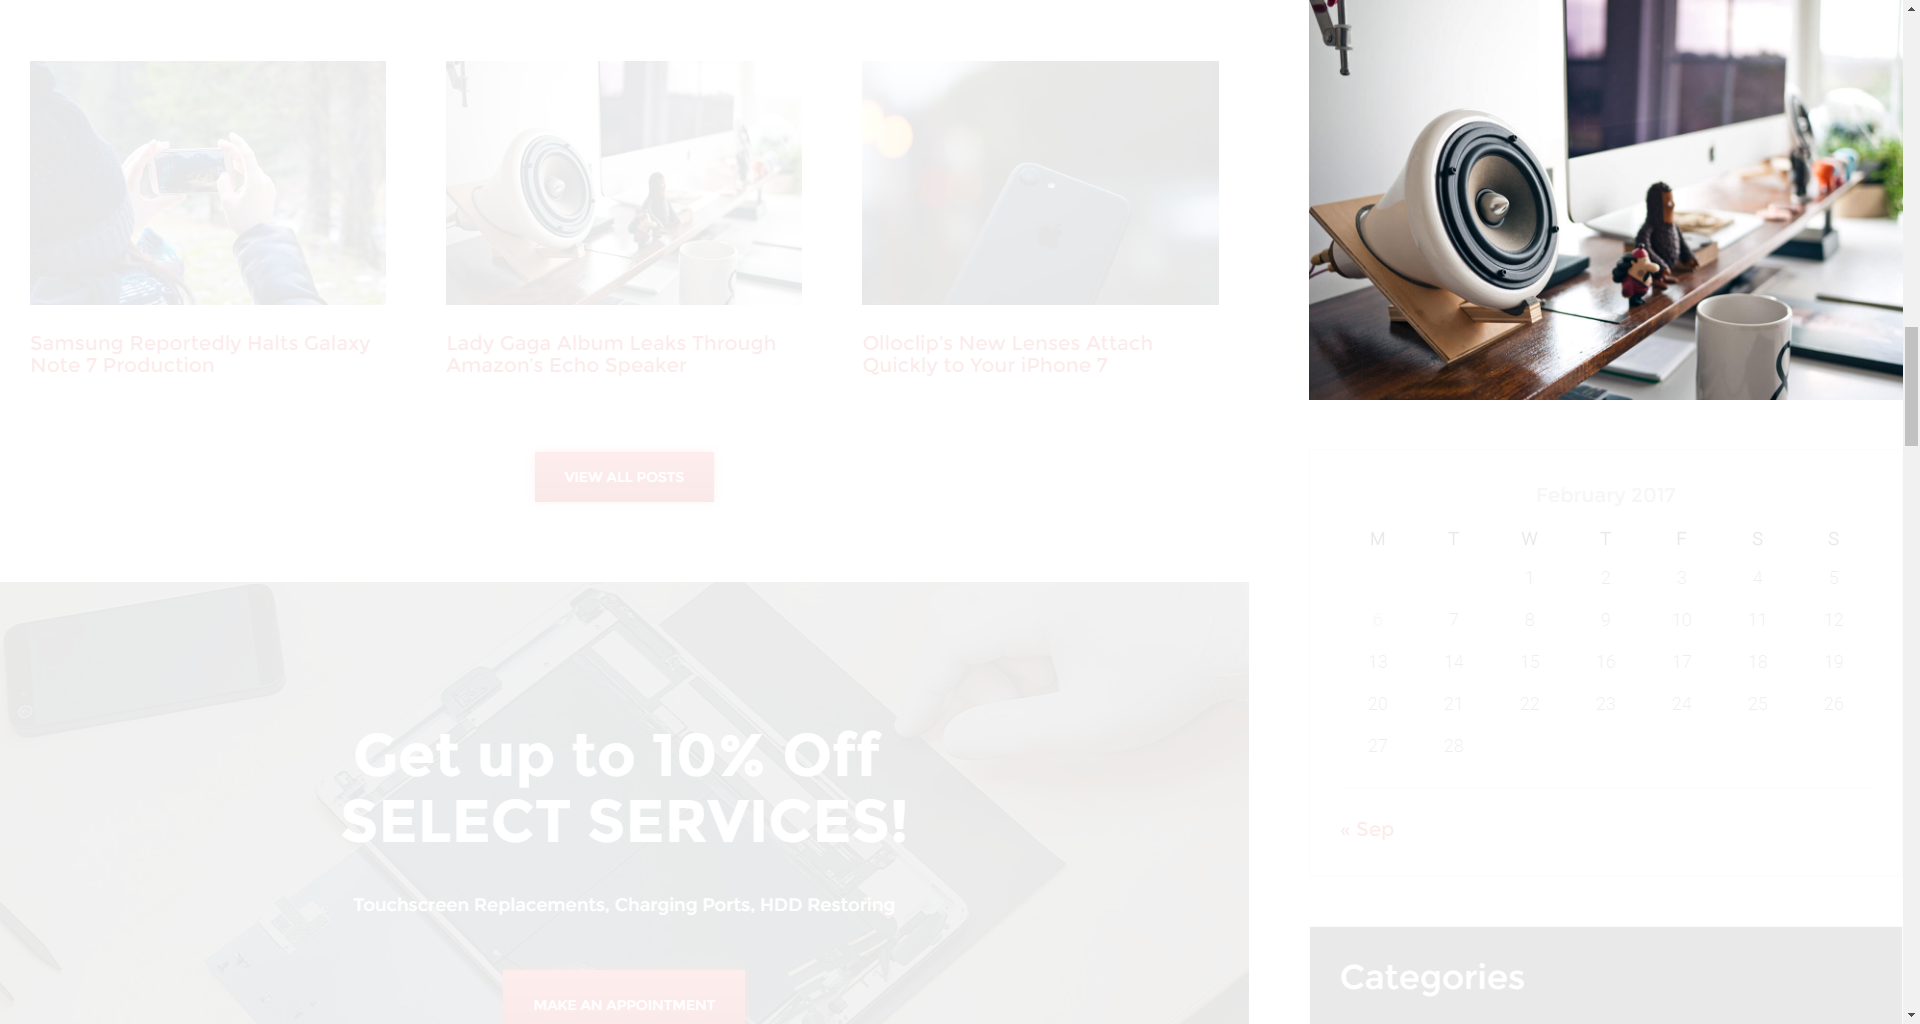 Samsung Reportedly Halts Galaxy
Note 7 Production
Lady Gaga Album Leaks Through
Amazon's Echo Speaker
Olloclip's New Lenses Attach
Quickly to Your iPhone 7
VIEW ALL POSTS
Get up to 10% Off
SELECT SERVICES!
Touchscreen Replacements, Charging Ports, HDD Restoring
MAKE AN APPOINTMENT
February 2017
M T W T F S S
1 2 3 4 5
6 7 8 9 10 11 12
13 14 15 16 17 18 19
20 21 22 23 24 25 26
27 28
« Sep
Categories